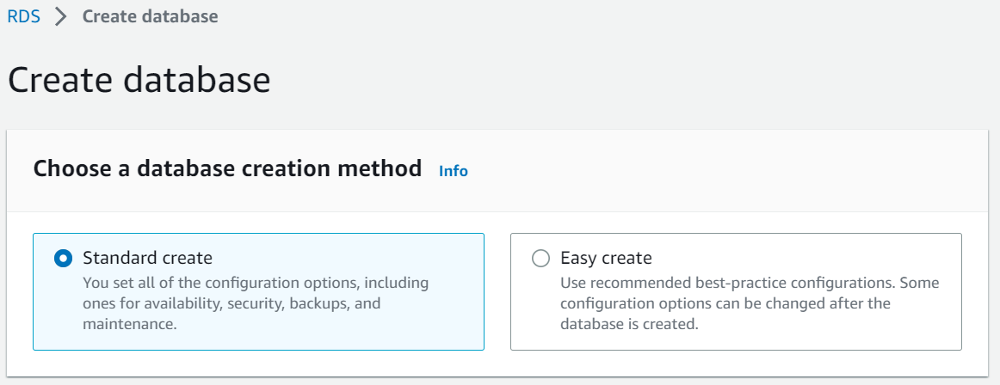 RDS > Create database
Create database
Choose a database creation method Info
Standard create
You set all of the configuration options, including
ones for availability, security, backups, and
maintenance.
Easy create
Use recommended best-practice configurations. Some
configuration options can be changed after the
database is created.